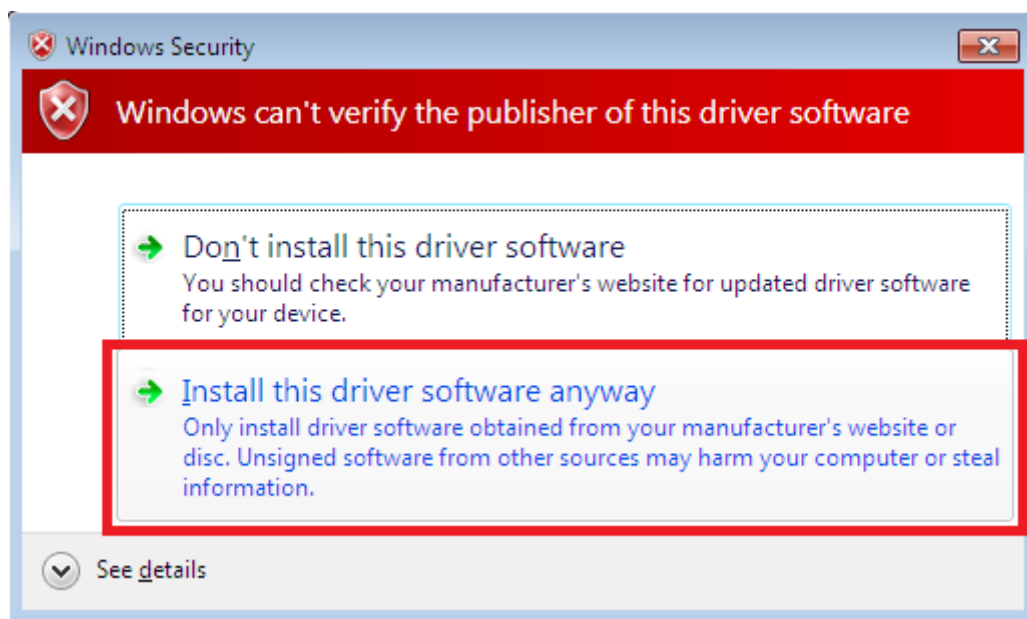 Windows Security
Windows can't verify the publisher of this driver software
Don't install this driver software
You should check your manufacturer's website for updated driver software
for your device.
Install this driver software anyway
Only install driver software obtained from your manufacturer's website or
disc. Unsigned software from other sources may harm your computer or steal
information.
See details